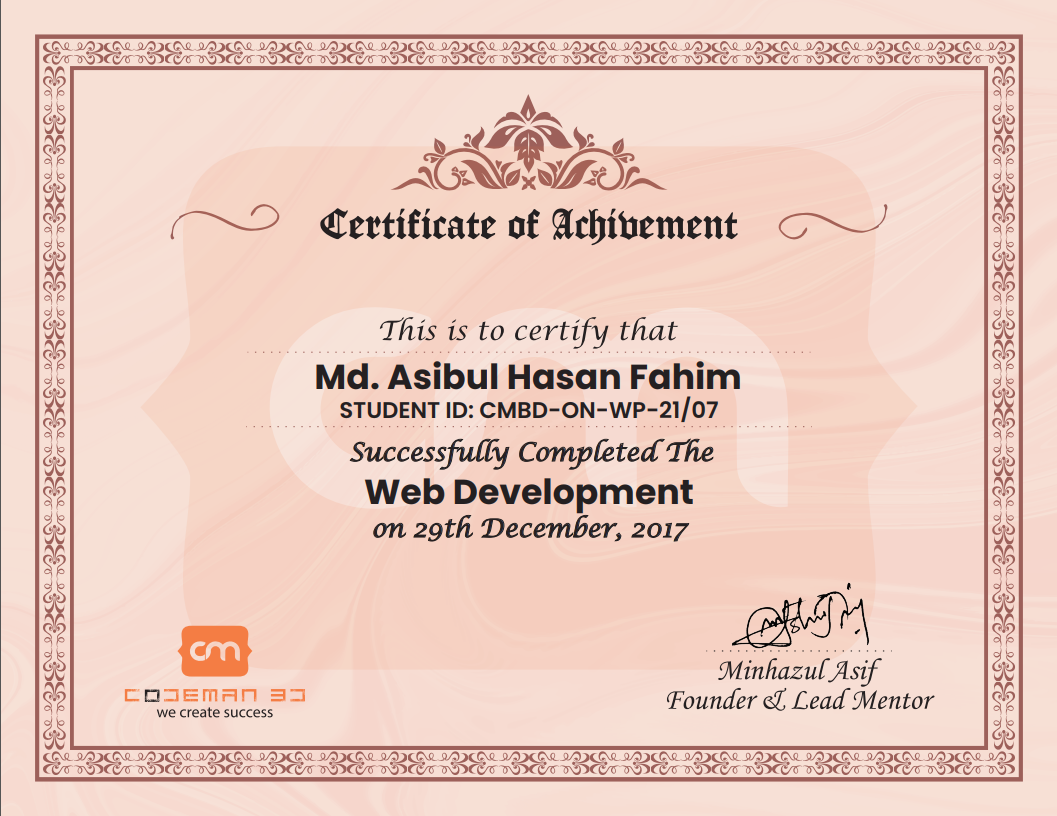 Certificate of Achivement
This is to certify that
Md. Asibul Hasan Fahim
STUDENT ID: CMBD-ON-WP-21/07
Successfully Completed The
Web Development
on 29th December, 2017
cm
CODEMAN BD
we create success
Minhazul Asif
Founder & Lead Mentor